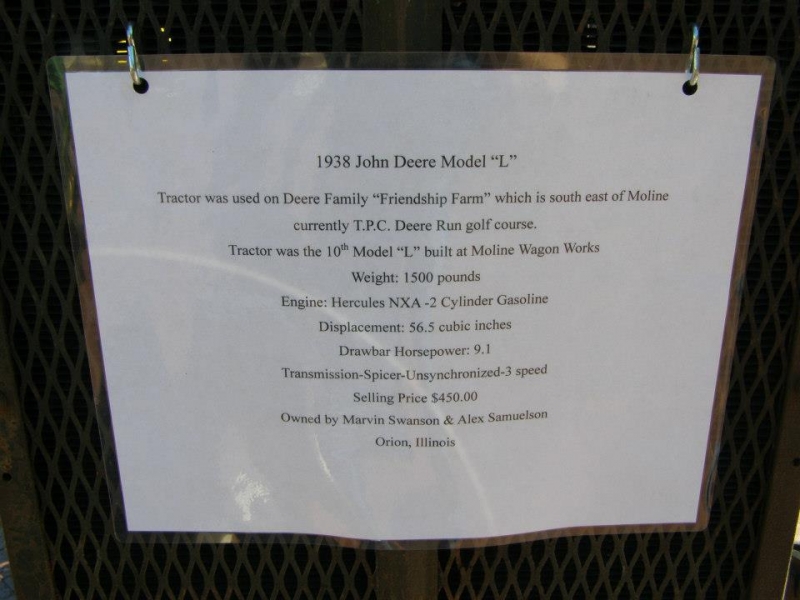 1938 John Deere Model “L”
Tractor was used on Deere Family “Friendship Farm” which is south east of Moline
currently T.P.C. Deere Run golf course.
Tractor was the 10th Model “L” built at Moline Wagon Works
Weight: 1500 pounds
Engine: Hercules NXA -2 Cylinder Gasoline
Displacement: 56.5 cubic inches
Drawbar Horsepower: 9.1
Transmission-Spicer-Unsynchronized-3 speed
Selling Price $450.00
Owned by Marvin Swanson & Alex Samuelson
Orion, Illinois